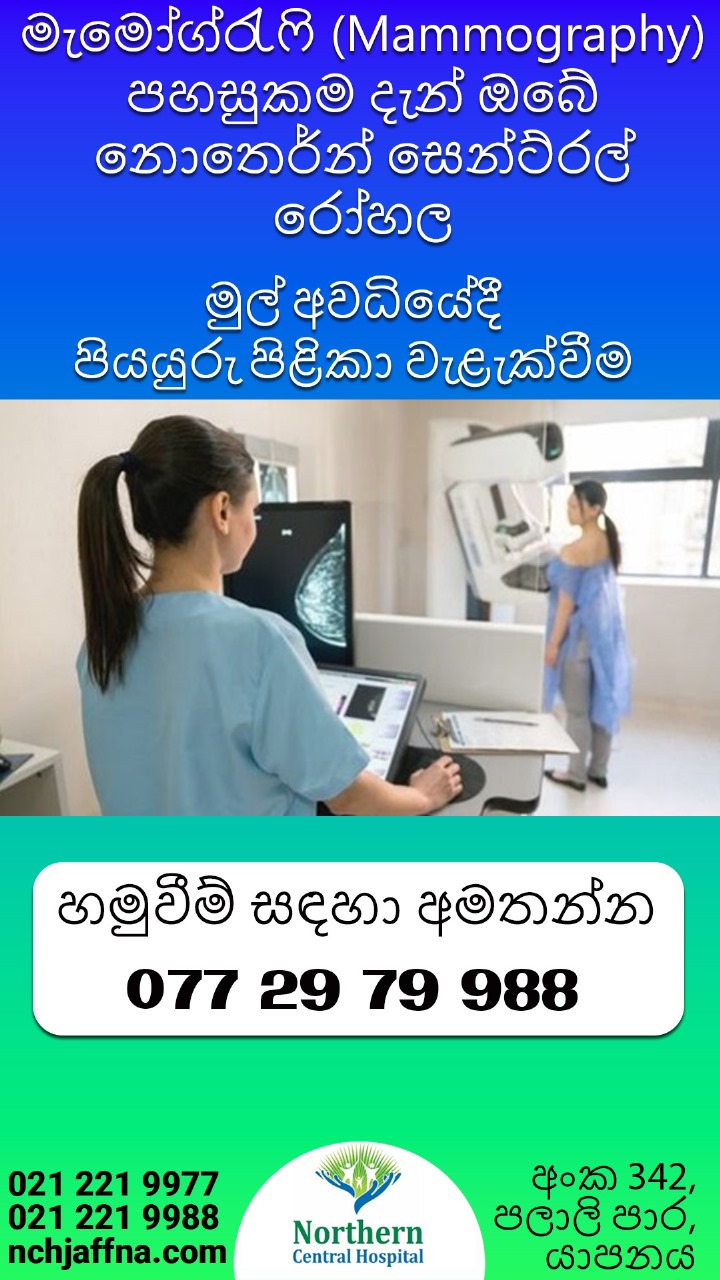 මැමෝග්රැෆි (Mammography)
පහසුකම දැන් ඔබේ
නොතෙර්න් සෙන්ට්රල්
රෝහල
මුල් අවධියේදී
පියයුරු පිළිකා වැළැක්වීම
හමුවීම් සඳහා අමතන්න
077 29 79 988
021 221 9977
021 221 9988
nchjaffna.com
Northern
Central Hospital
අංක 342,
පලාලි පාර,
යාපනය